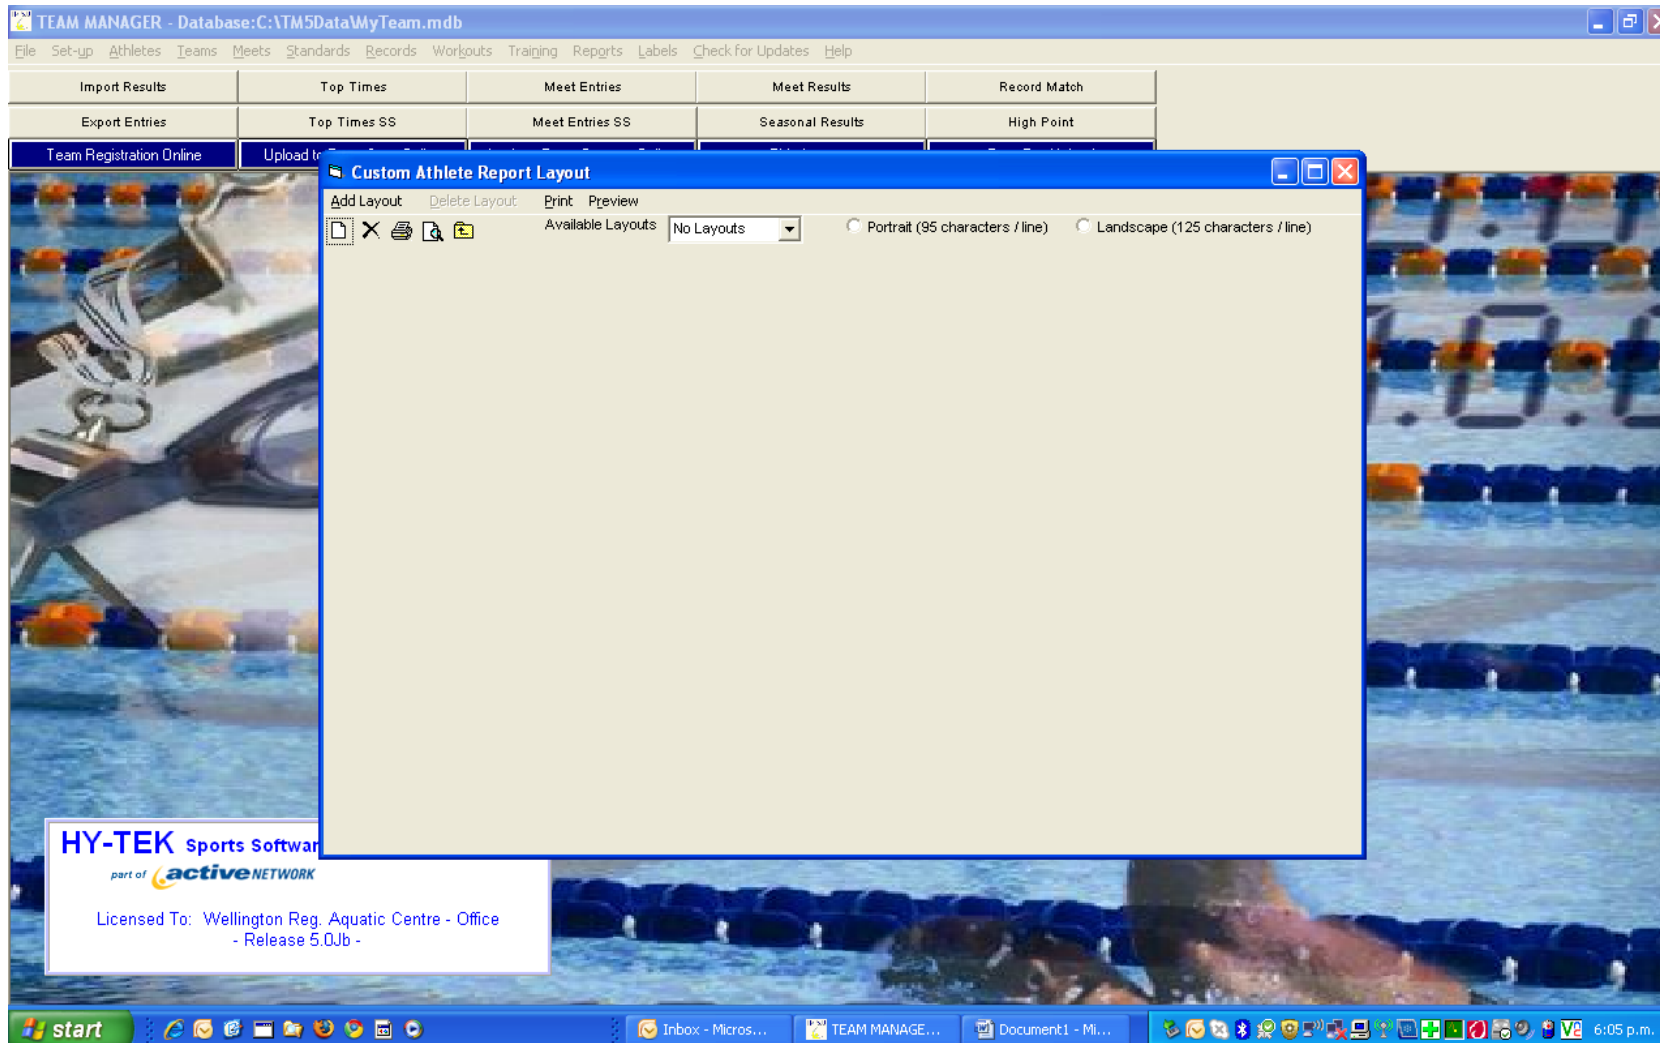 TEAM MANAGER - Database:C:\TM5Data\MyTeam.mdb
File Set-up Athletes Teams Meets Standards Records Workouts Training Reports Labels Check for Updates Help
Import Results Top Times Meet Entries Meet Results Record Match
Export Entries Top Times SS Meet Entries SS Seasonal Results High Point
Team Registration Online Upload
Custom Athlete Report Layout
Add Layout Delete Layout Print Preview
Available Layouts No Layouts Portrait (95 characters / line) Landscape (125 characters / line)
HY-TEK Sports Softwar
part of active NETWORK
Licensed To: Wellington Reg. Aquatic Centre - Office
- Release 5.0Jb -
start Inbox - Micros... TEAM MANAGE... Document1 - Mi... V2 6:05 p.m.